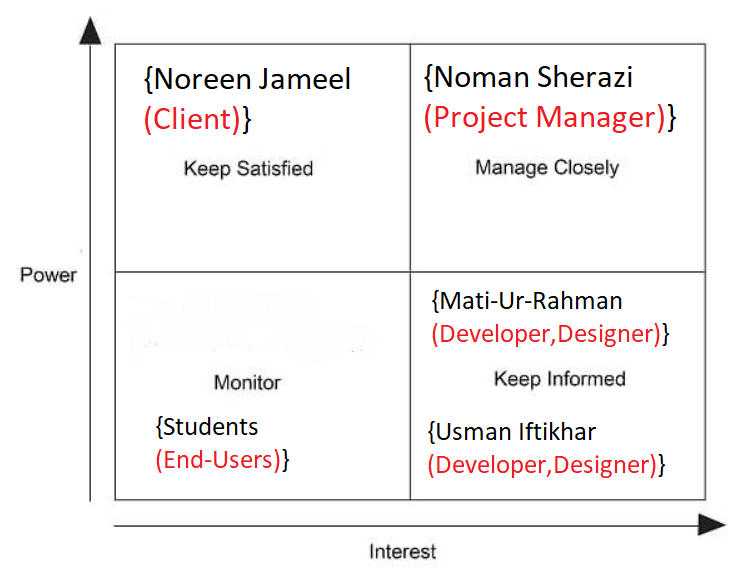 {Noreen Jameel
(Client)}
Keep Satisfied
{Noman Sherazi
(Project Manager)}
Manage Closely
Power
Monitor
{Students
(End-Users)}
{Mati-Ur-Rahman
(Developer,Designer)}
Keep Informed
{Usman Iftikhar
(Developer,Designer)}
Interest